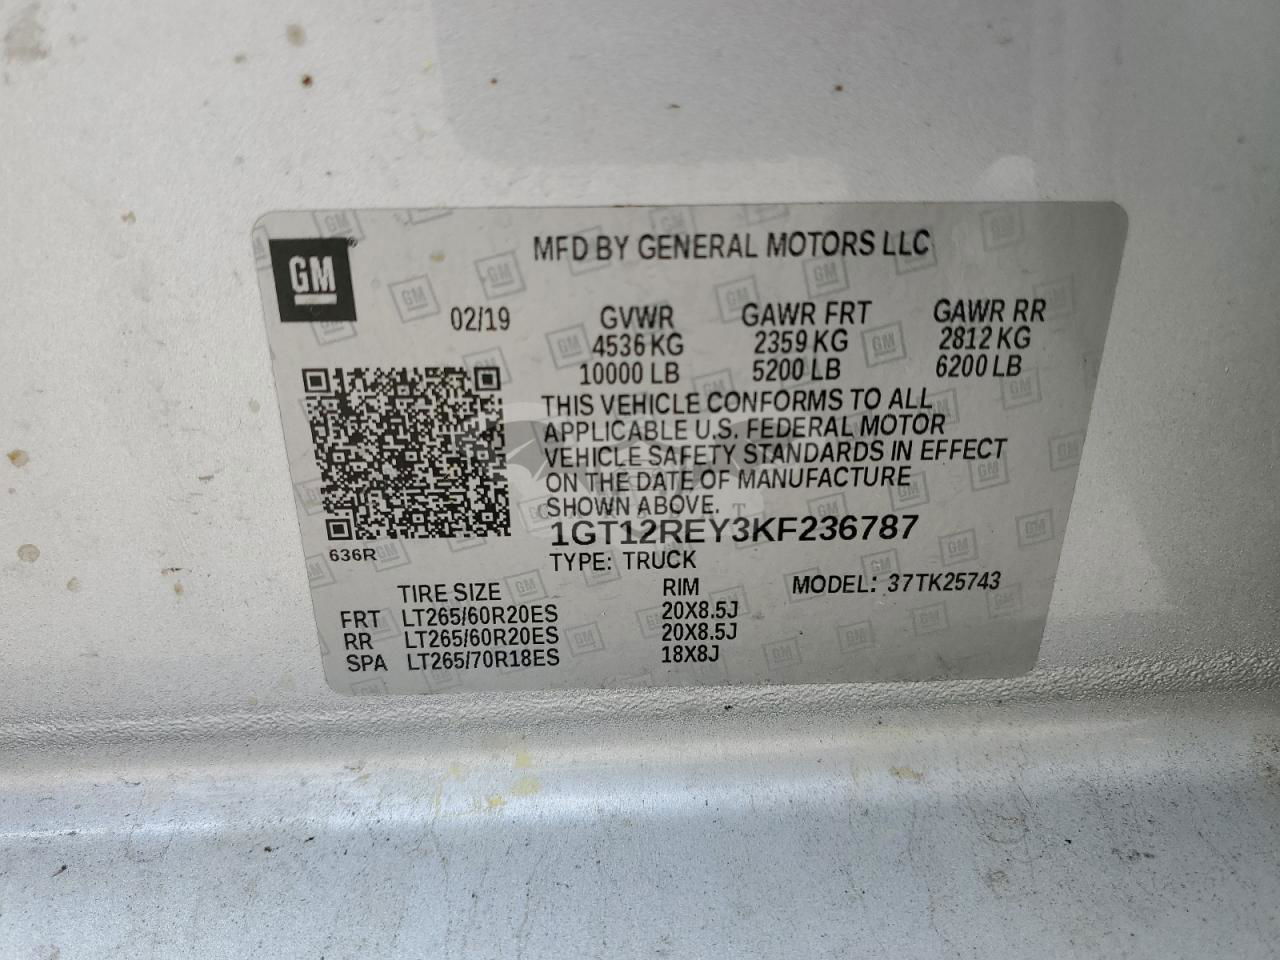 GM
MFD BY GENERAL MOTORS LLC
02/19
GVWR GAWR FRT GAWR RR
4536 KG 2359 KG 2812 KG
10000 LB 5200 LB 6200 LB
THIS VEHICLE CONFORMS TO ALL
APPLICABLE U.S. FEDERAL MOTOR
VEHICLE SAFETY STANDARDS IN EFFECT
ON THE DATE OF MANUFACTURE
SHOWN ABOVE.
1GT12REY3KF236787
636R
TYPE: TRUCK
TIRE SIZE RIM MODEL: 37TK25743
FRT LT265/60R20ES 20X8.5J
RR LT265/60R20ES 20X8.5J
SPA LT265/70R18ES 18X8J